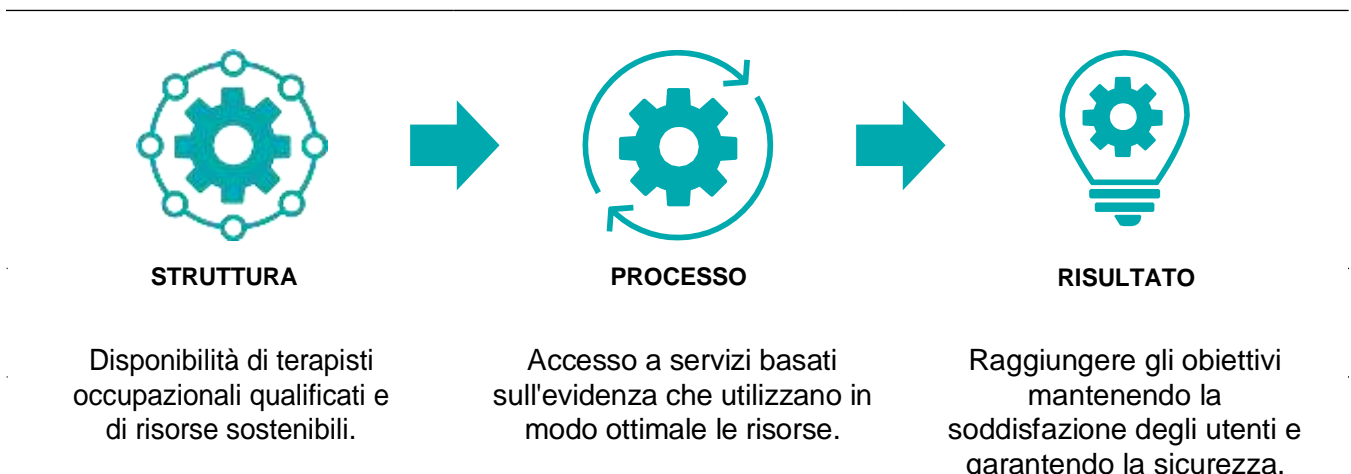 STRUTTURA
Disponibilità di terapisti
occupazionali qualificati e
di risorse sostenibili.
PROCESSO
Accesso a servizi basati
sull'evidenza che utilizzano in
modo ottimale le risorse.
RISULTATO
Raggiungere gli obiettivi
mantenendo la
soddisfazione degli utenti e
garantendo la sicurezza.